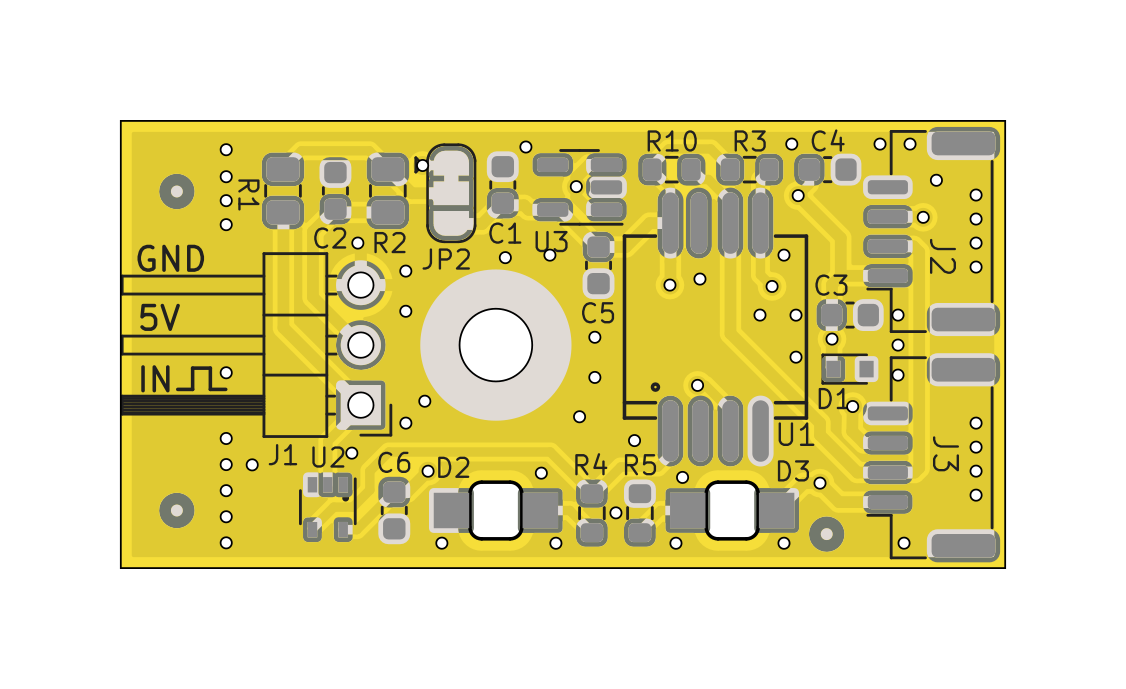 R10 R3 C4
R1
C2 R2 JP2 C1 U3
J2
GND
5V
C3
C5
IN
D1
U1
J1 U2 C6 D2 R4 R5 D3
J3